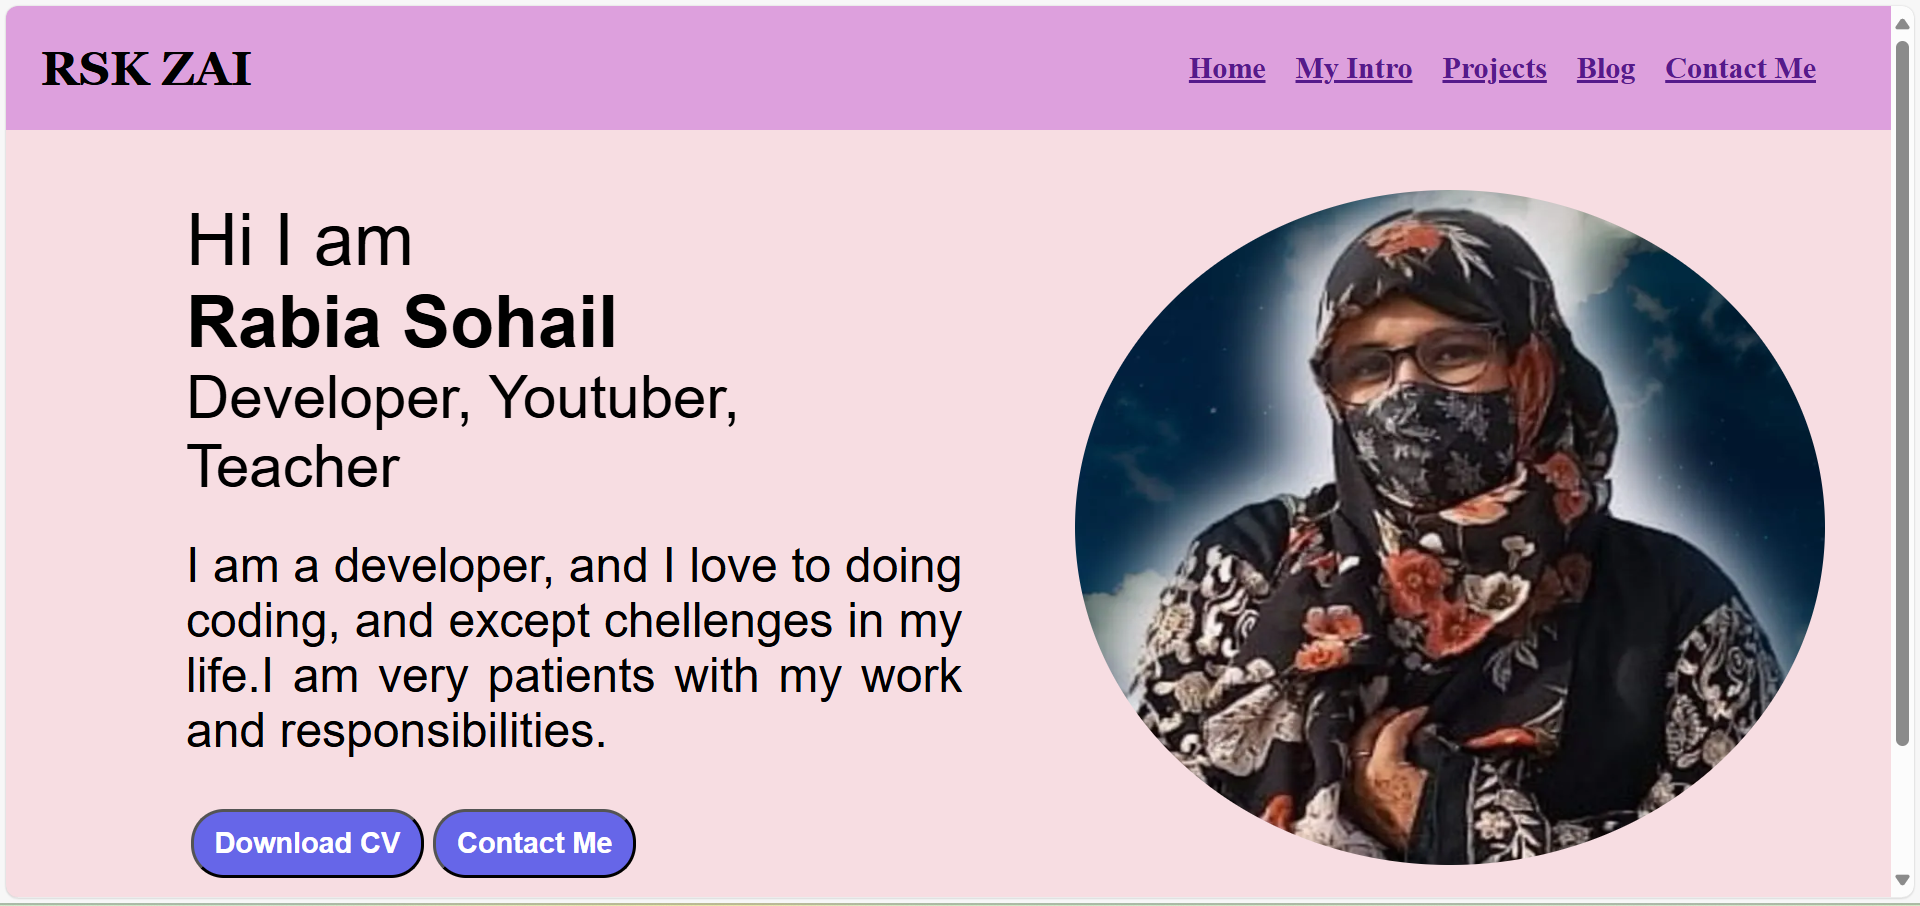 RSK ZAI
Home My Intro Projects Blog Contact Me
Hi I am
Rabia Sohail
Developer, Youtuber,
Teacher
I am a developer, and I love to doing
coding, and except chellenges in my
life.I am very patients with my work
and responsibilities.
Download CV Contact Me